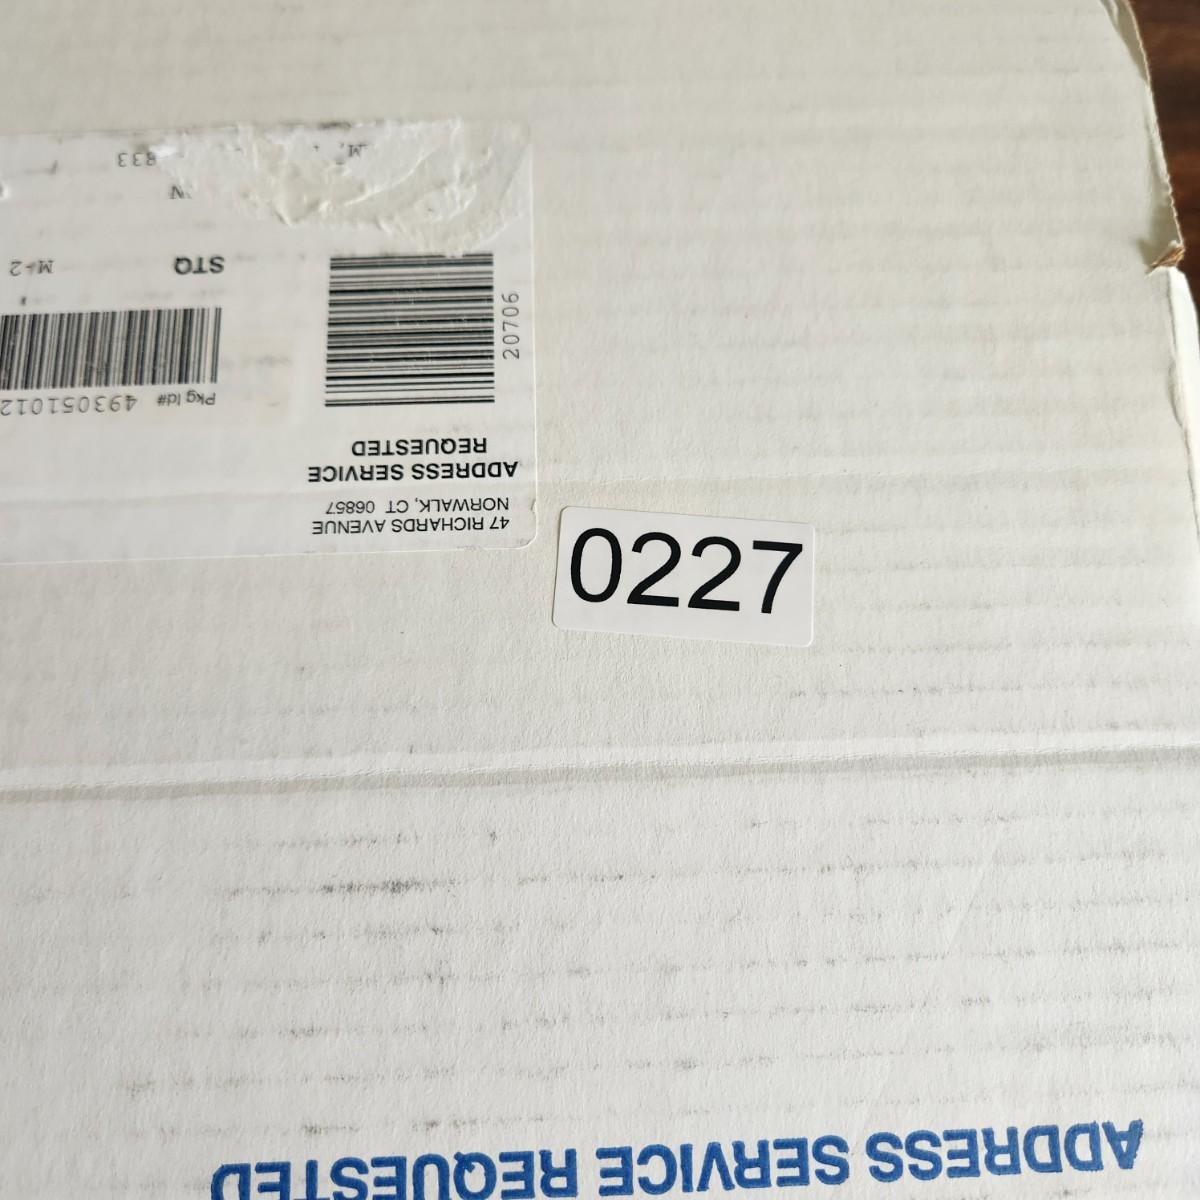 47 RICHARDS AVENUE
NORWALK, CT 06857
ADDRESS SERVICE
REQUESTED
20706
Pkg Id# 493051012
STQ M-2
833
0227
ADDRESS SERVICE REQUESTED